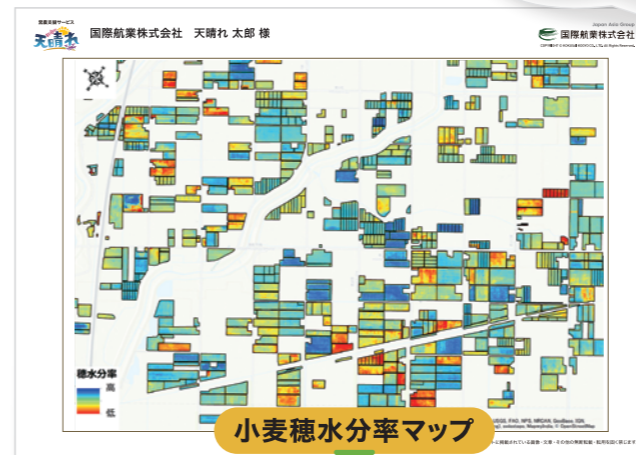 営農支援サービス
天晴れ
国際航業株式会社 天晴れ 太郎 様
Japan Asia Group
国際航業株式会社
穂水分率
高
低
小麦穂水分率マップ